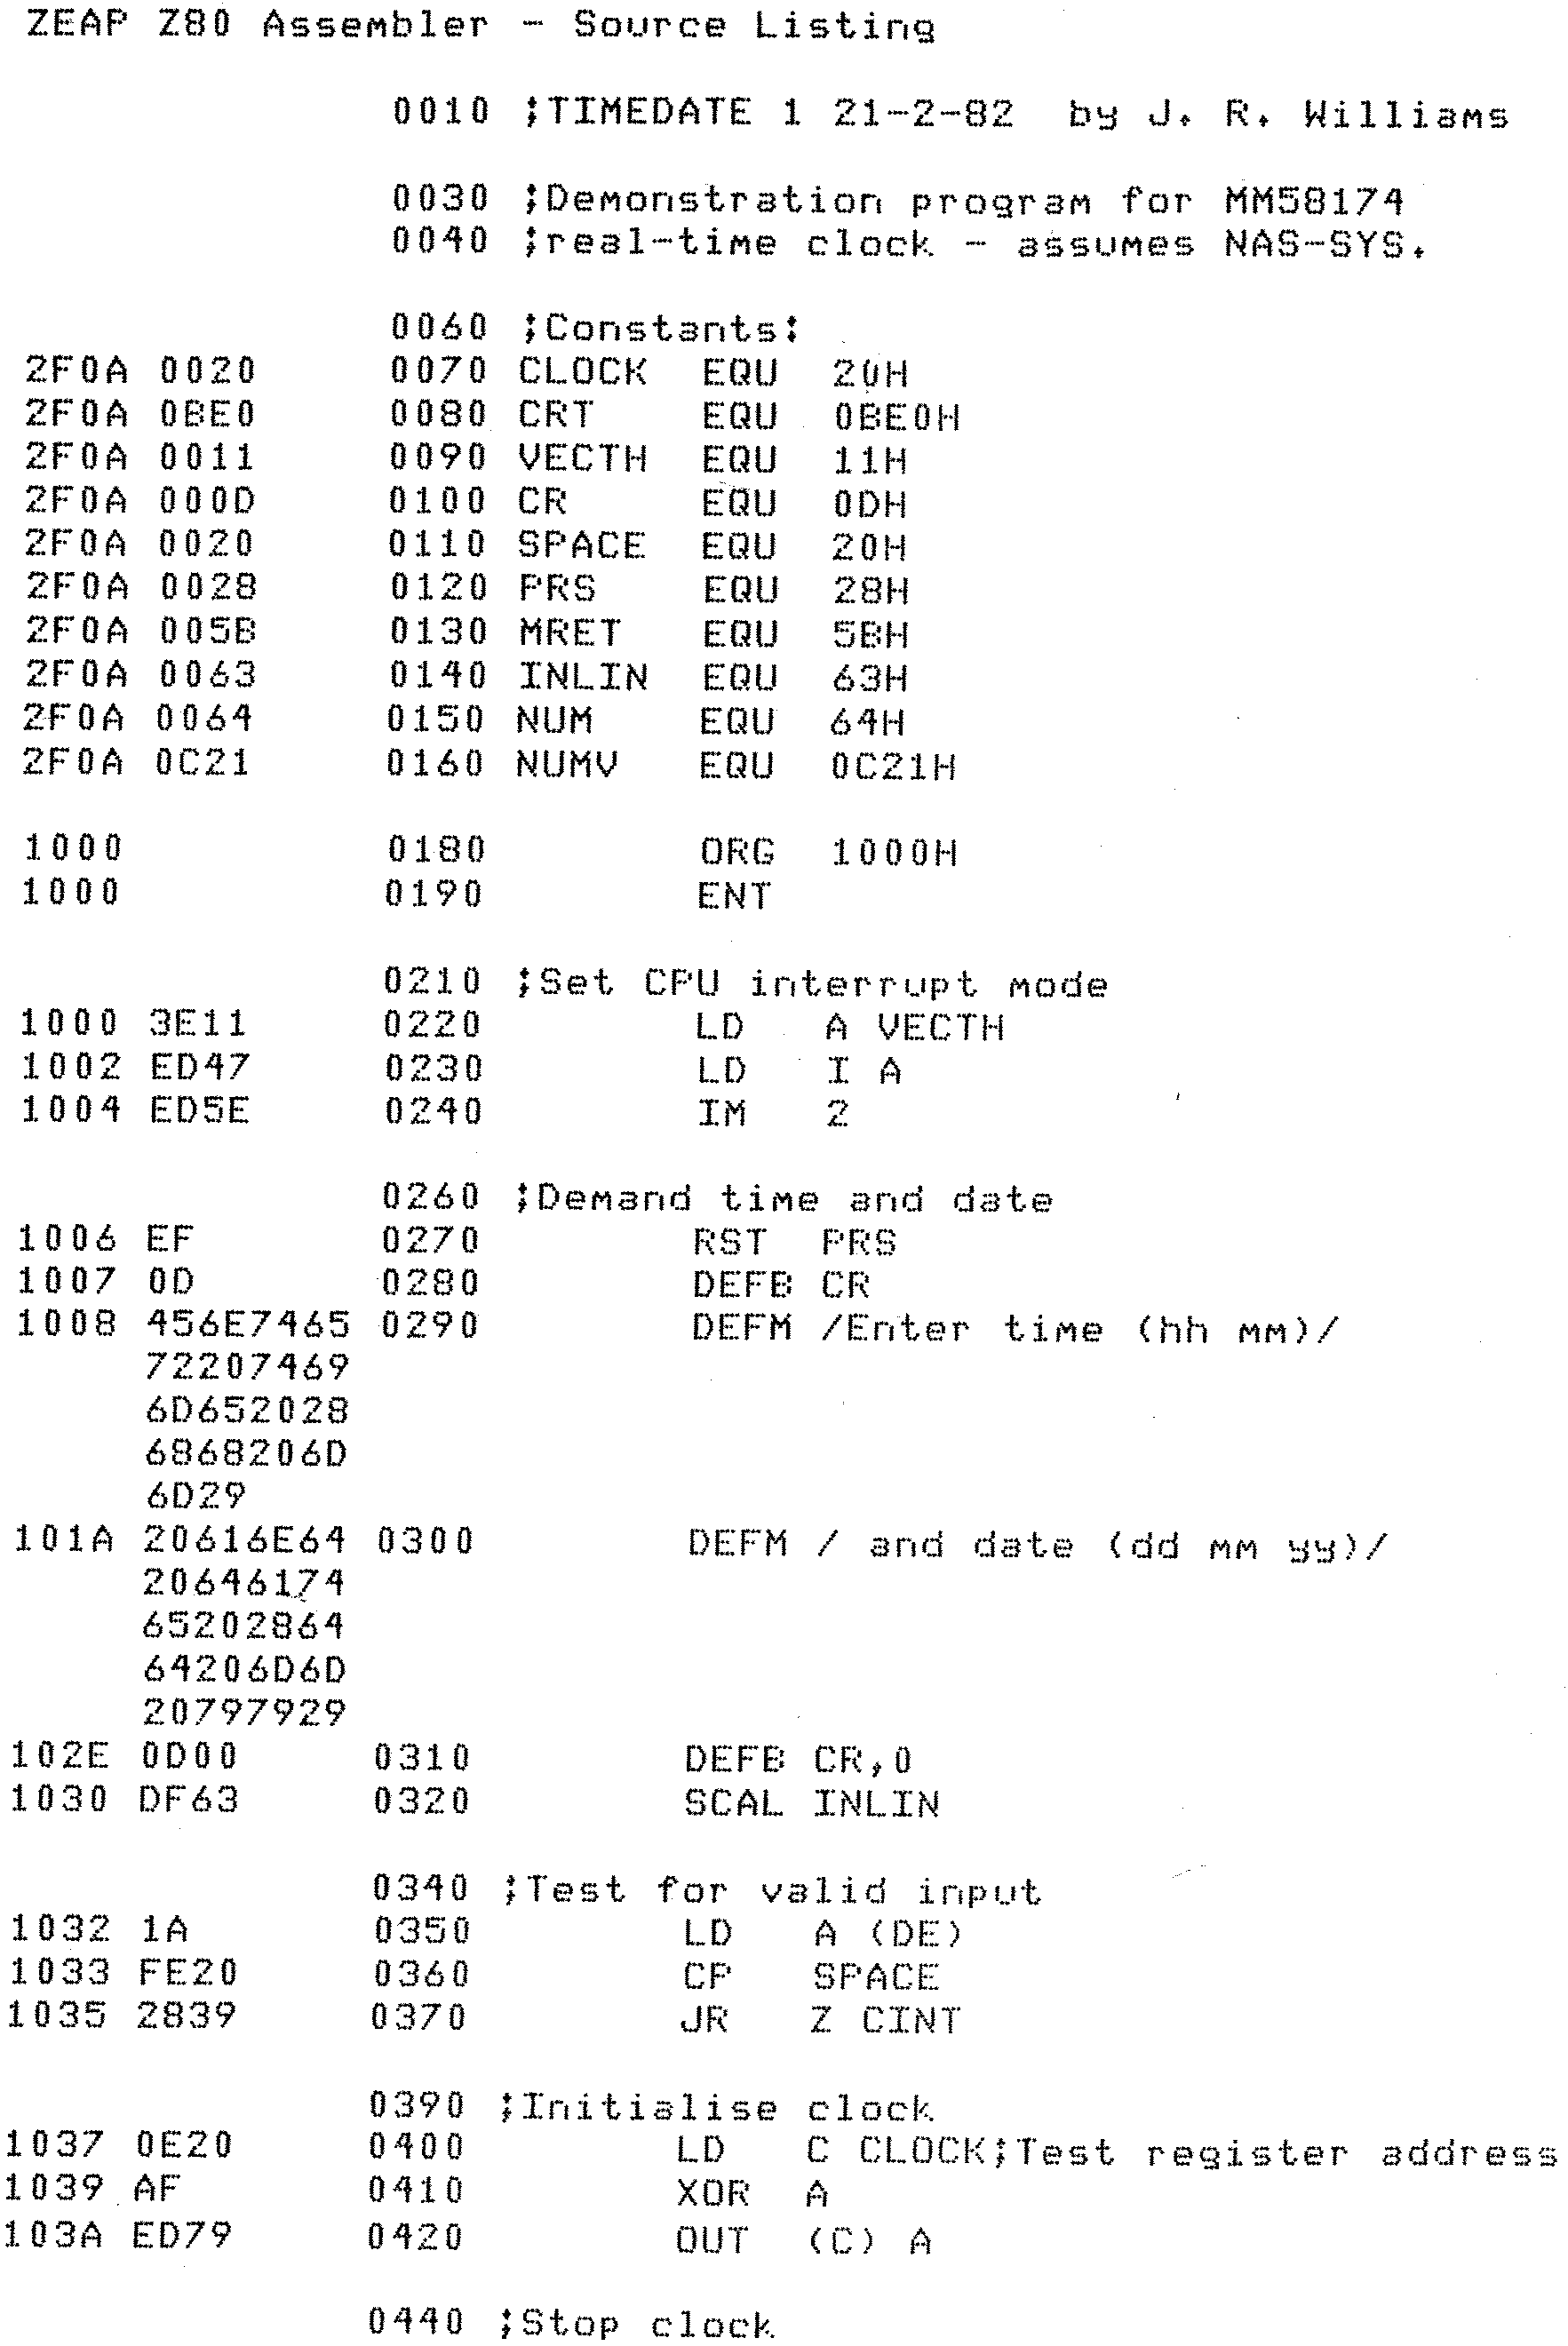 ZEAP Z80 Assembler - Source Listing
0010 ;TIMEDATE 1 21-2-82  by J. R. Williams
0030 ;Demonstration program for MM58174
0040 ;real-time clock - assumes NAS-SYS.
0060 ;Constants:
2F0A 0020      0070 CLOCK  EQU  20H
2F0A 0BE0      0080 CRT    EQU  0BE0H
2F0A 0011      0090 VECTH  EQU  11H
2F0A 000D      0100 CR     EQU  0DH
2F0A 0020      0110 SPACE  EQU  20H
2F0A 0028      0120 PRS    EQU  28H
2F0A 005B      0130 MRET   EQU  5BH
2F0A 0063      0140 INLIN  EQU  63H
2F0A 0064      0150 NUM    EQU  64H
2F0A 0C21      0160 NUMV   EQU  0C21H
1000           0180        ORG  1000H
1000           0190        ENT
0210 ;Set CPU interrupt mode
1000 3E11      0220        LD   A VECTH
1002 ED47      0230        LD   I A
1004 ED5E      0240        IM   2
0260 ;Demand time and date
1006 EF        0270        RST  PRS
1007 0D        0280        DEFB CR
1008 456E7465 0290        DEFM /Enter time (hh mm)/
72207469
6D652028
6868206D
6D29
101A 20616E64 0300        DEFM / and date (dd mm yy)/
20646174
65202864
64206D6D
20797929
102E 0D00      0310        DEFB CR,0
1030 DF63      0320        SCAL INLIN
0340 ;Test for valid input
1032 1A        0350        LD   A (DE)
1033 FE20      0360        CP   SPACE
1035 2839      0370        JR   Z CINT
0390 ;Initialise clock
1037 0E20      0400        LD   C CLOCK;Test register address
1039 AF        0410        XOR  A
103A ED79      0420        OUT  (C) A
0440 ;Stop clock